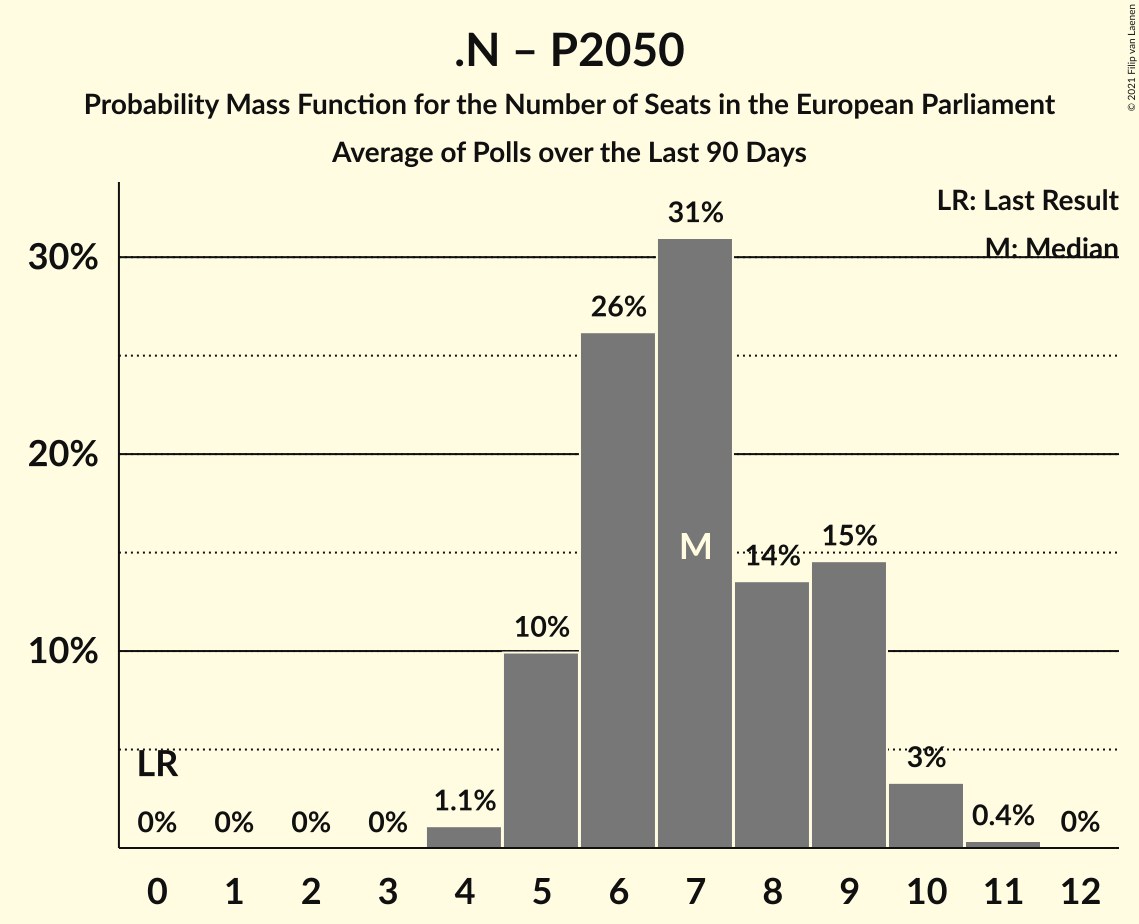 .N – P2050
Probability Mass Function for the Number of Seats in the European Parliament
Average of Polls over the Last 90 Days
© 2021 Filip van Laenen
LR: Last Result
M: Median
30%
20%
10%
31%
26%
M
14%
15%
10%
LR
0%
0%
0%
0%
1.1%
3%
0.4%
0%
0 1 2 3 4 5 6 7 8 9 10 11 12